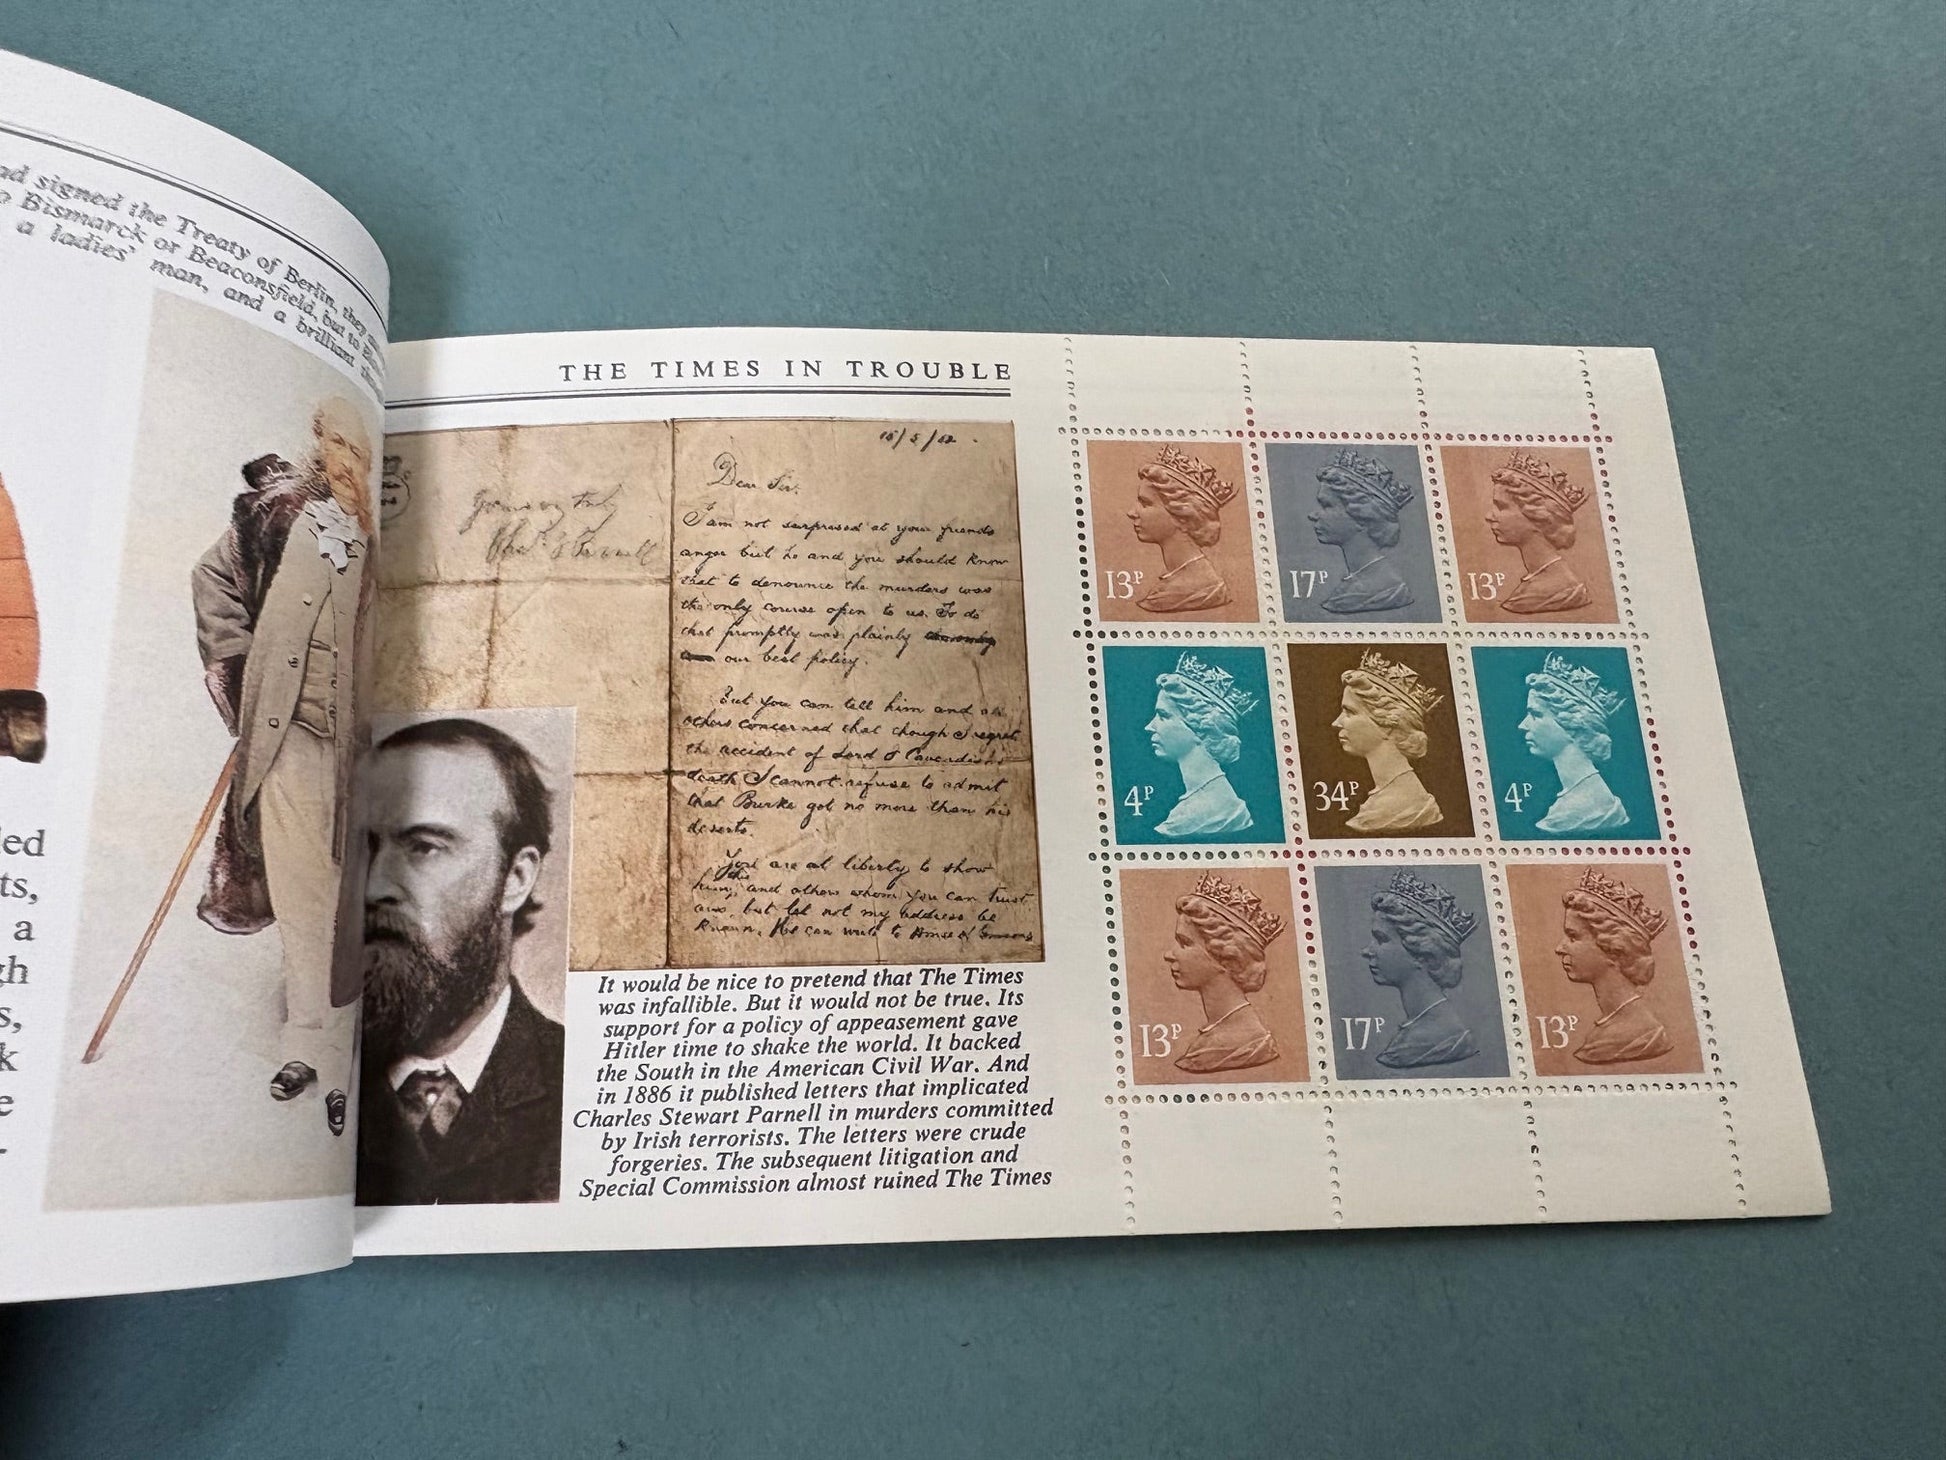 signed the Treaty of Berlin, they
Bismarck or Beaconsfield, but to
a ladies' man, and a brilliant
ts,
a
s,
THE TIMES IN TROUBLE
15/5/82
Dear Sir,
I am not surprised at your friends
anger but he and you should know
that to denounce the murders was
the only course open to us. To do
that promptly was plainly
our best policy.
But you can tell him and all
others concerned that though I regret
the accident of Lord F Cavendish's
death I cannot refuse to admit
that Burke got no more than his
deserts.
You are at liberty to show
him this, and others whom you can trust
also, but let not my address be
known. He can write to House of Commons
Yours very truly
Chas. S. Parnell
It would be nice to pretend that The Times
was infallible. But it would not be true. Its
support for a policy of appeasement gave
Hitler time to shake the world. It backed
the South in the American Civil War. And
in 1886 it published letters that implicated
Charles Stewart Parnell in murders committed
by Irish terrorists. The letters were crude
forgeries. The subsequent litigation and
Special Commission almost ruined The Times
13P 17P 13P
4P 34P 4P
13P 17P 13P